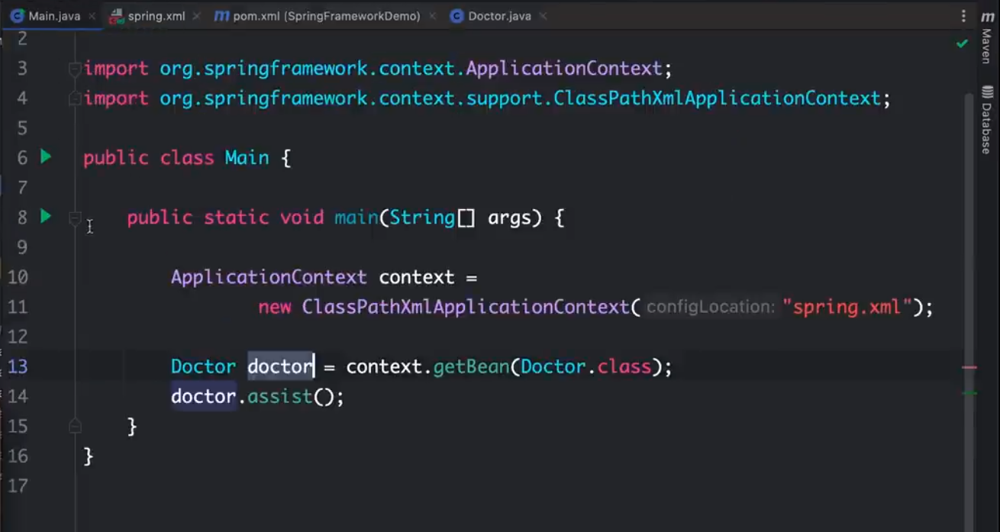 Main.java spring.xml pom.xml (SpringFrameworkDemo) Doctor.java
Maven
Database
2
3 import org.springframework.context.ApplicationContext;
4 import org.springframework.context.support.ClassPathXmlApplicationContext;
5
6 public class Main {
7
8 public static void main(String[] args) {
9
10 ApplicationContext context =
11 new ClassPathXmlApplicationContext( configLocation: "spring.xml");
12
13 Doctor doctor = context.getBean(Doctor.class);
14 doctor.assist();
15 }
16 }
17